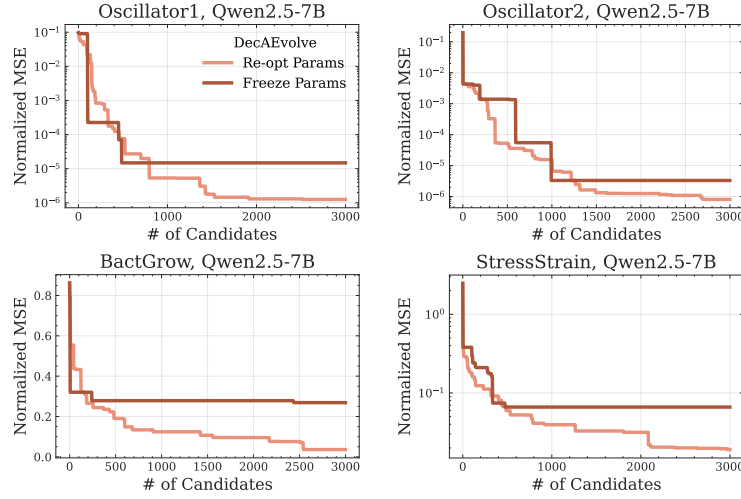 Oscillator1, Qwen2.5-7B
Normalized MSE
10⁻¹
10⁻²
10⁻³
10⁻⁴
10⁻⁵
10⁻⁶
DecAEvolve
Re-opt Params
Freeze Params
0 1000 2000 3000
# of Candidates
Oscillator2, Qwen2.5-7B
Normalized MSE
10⁻¹
10⁻²
10⁻³
10⁻⁴
10⁻⁵
10⁻⁶
0 500 1000 1500 2000 2500 3000
# of Candidates
BactGrow, Qwen2.5-7B
Normalized MSE
0.8
0.6
0.4
0.2
0.0
0 500 1000 1500 2000 2500 3000
# of Candidates
StressStrain, Qwen2.5-7B
Normalized MSE
10⁰
10⁻¹
0 500 1000 1500 2000 2500 3000
# of Candidates